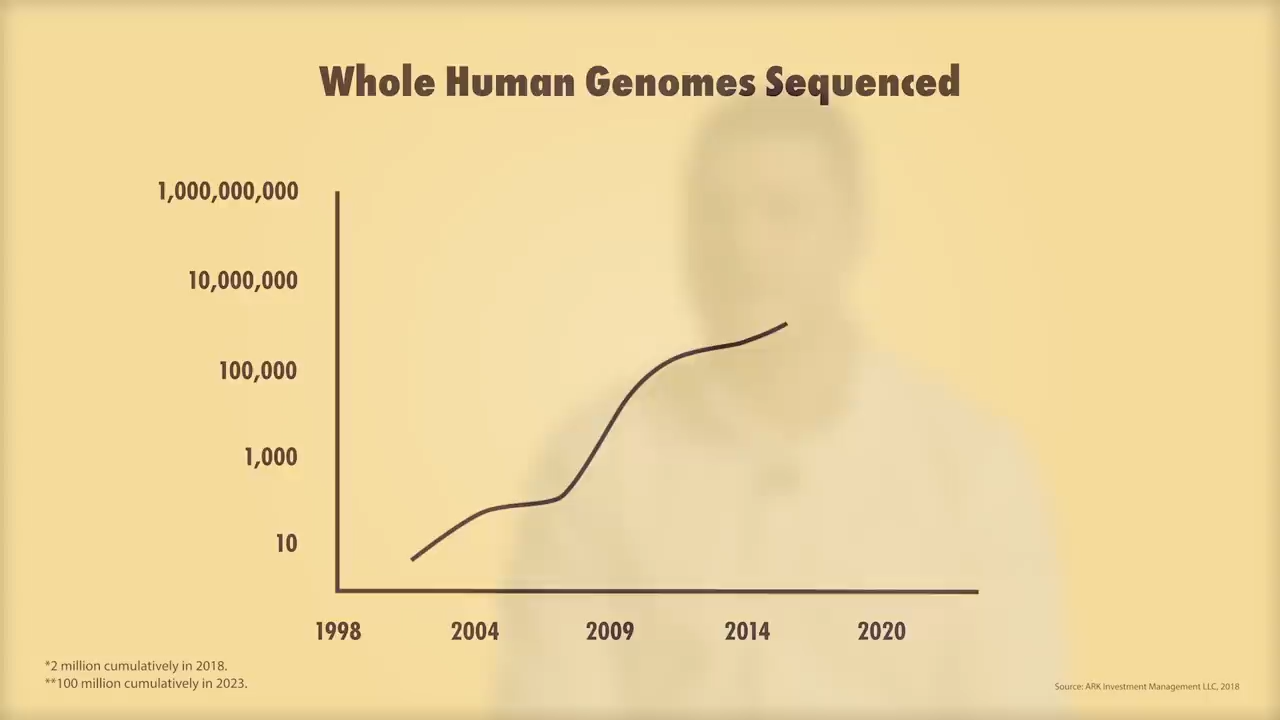 Whole Human Genomes Sequenced
1,000,000,000
10,000,000
100,000
1,000
10
1998 2004 2009 2014 2020
*2 million cumulatively in 2018.
**100 million cumulatively in 2023.
Source: ARK Investment Management LLC, 2018